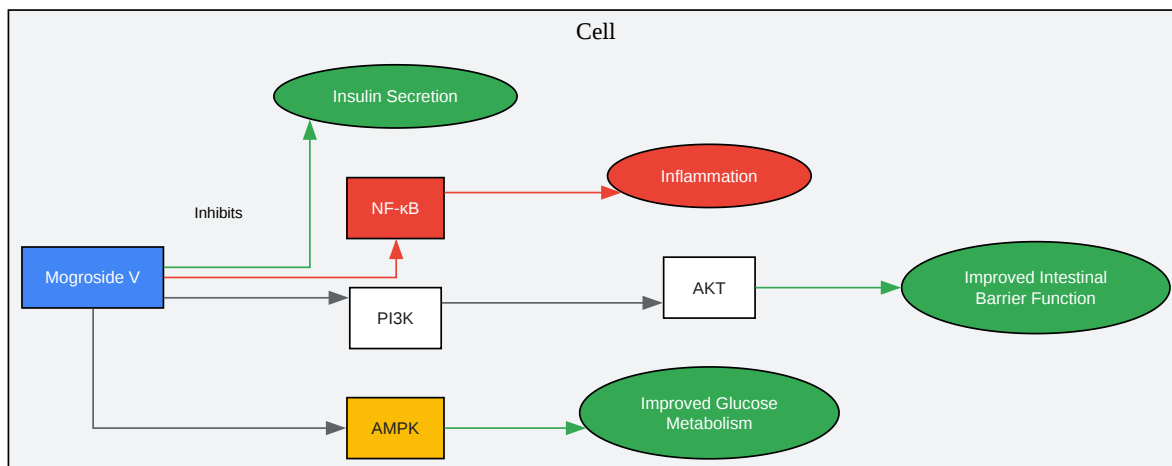 Cell
Insulin Secretion
Inflammation
NF-κB
Inhibits
Mogroside V
PI3K
AKT
Improved Intestinal
Barrier Function
AMPK
Improved Glucose
Metabolism